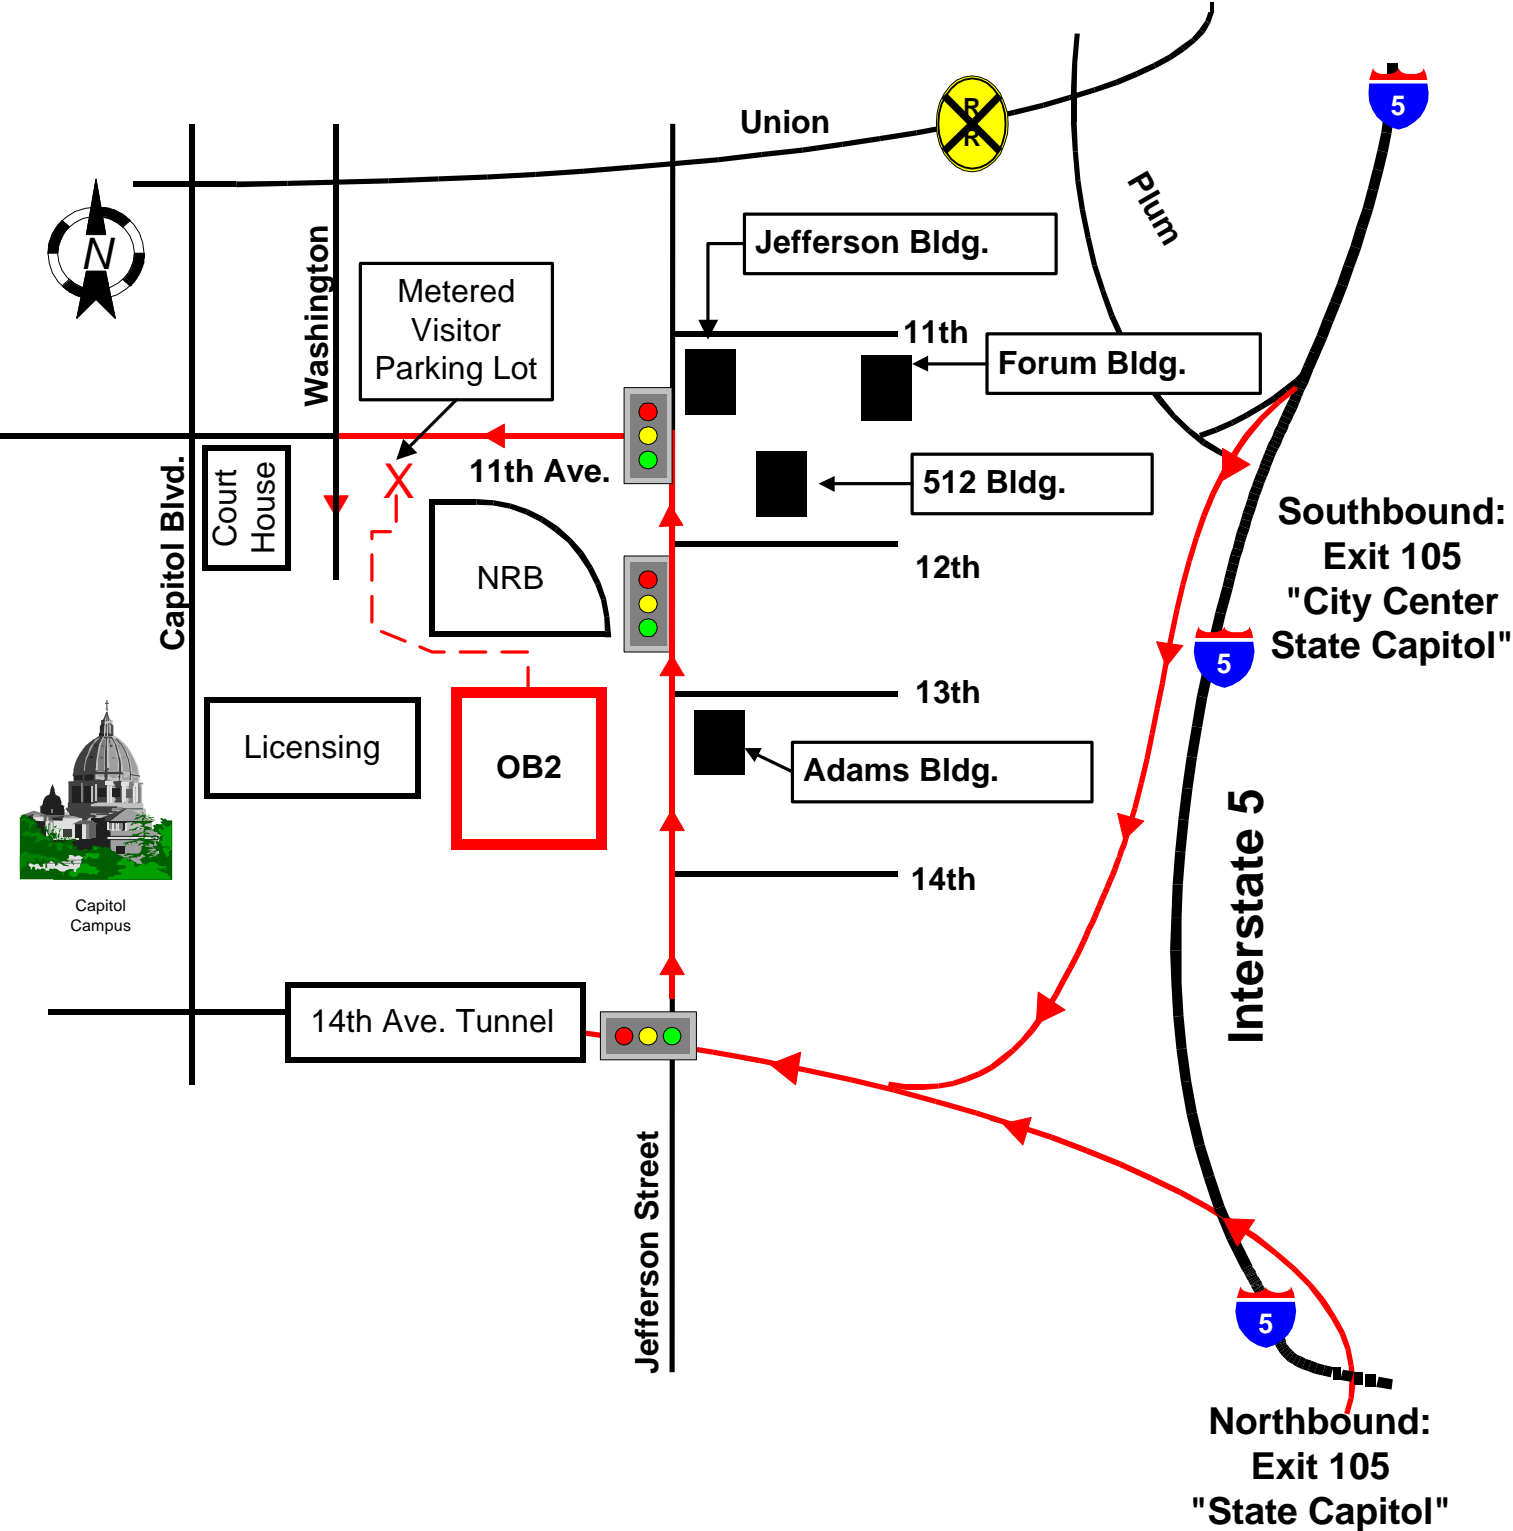 5
R
R
Union
Plum
N
Jefferson Bldg.
Washington
Metered
Visitor
Parking Lot
11th
Forum Bldg.
11th Ave.
512 Bldg.
Capitol Blvd.
Court
House
Southbound:
Exit 105
"City Center
State Capitol"
NRB
12th
5
13th
Licensing
OB2
Adams Bldg.
Interstate 5
14th
Capitol
Campus
14th Ave. Tunnel
Jefferson Street
5
Northbound:
Exit 105
"State Capitol"